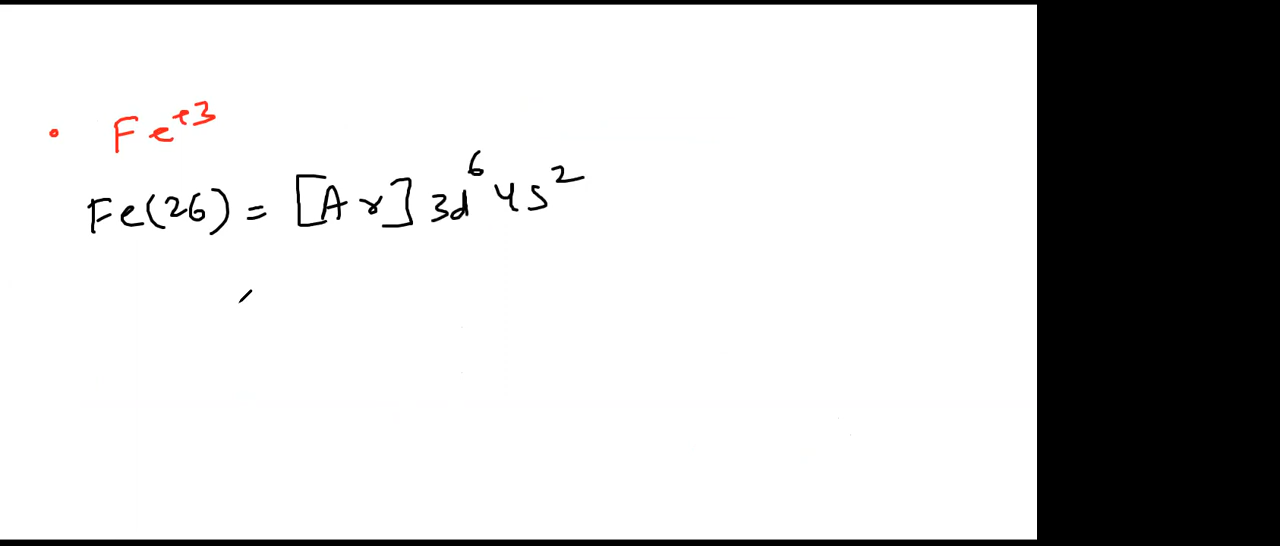 • Fe⁺³
Fe(26) = [Ar] 3d⁶ 4s²